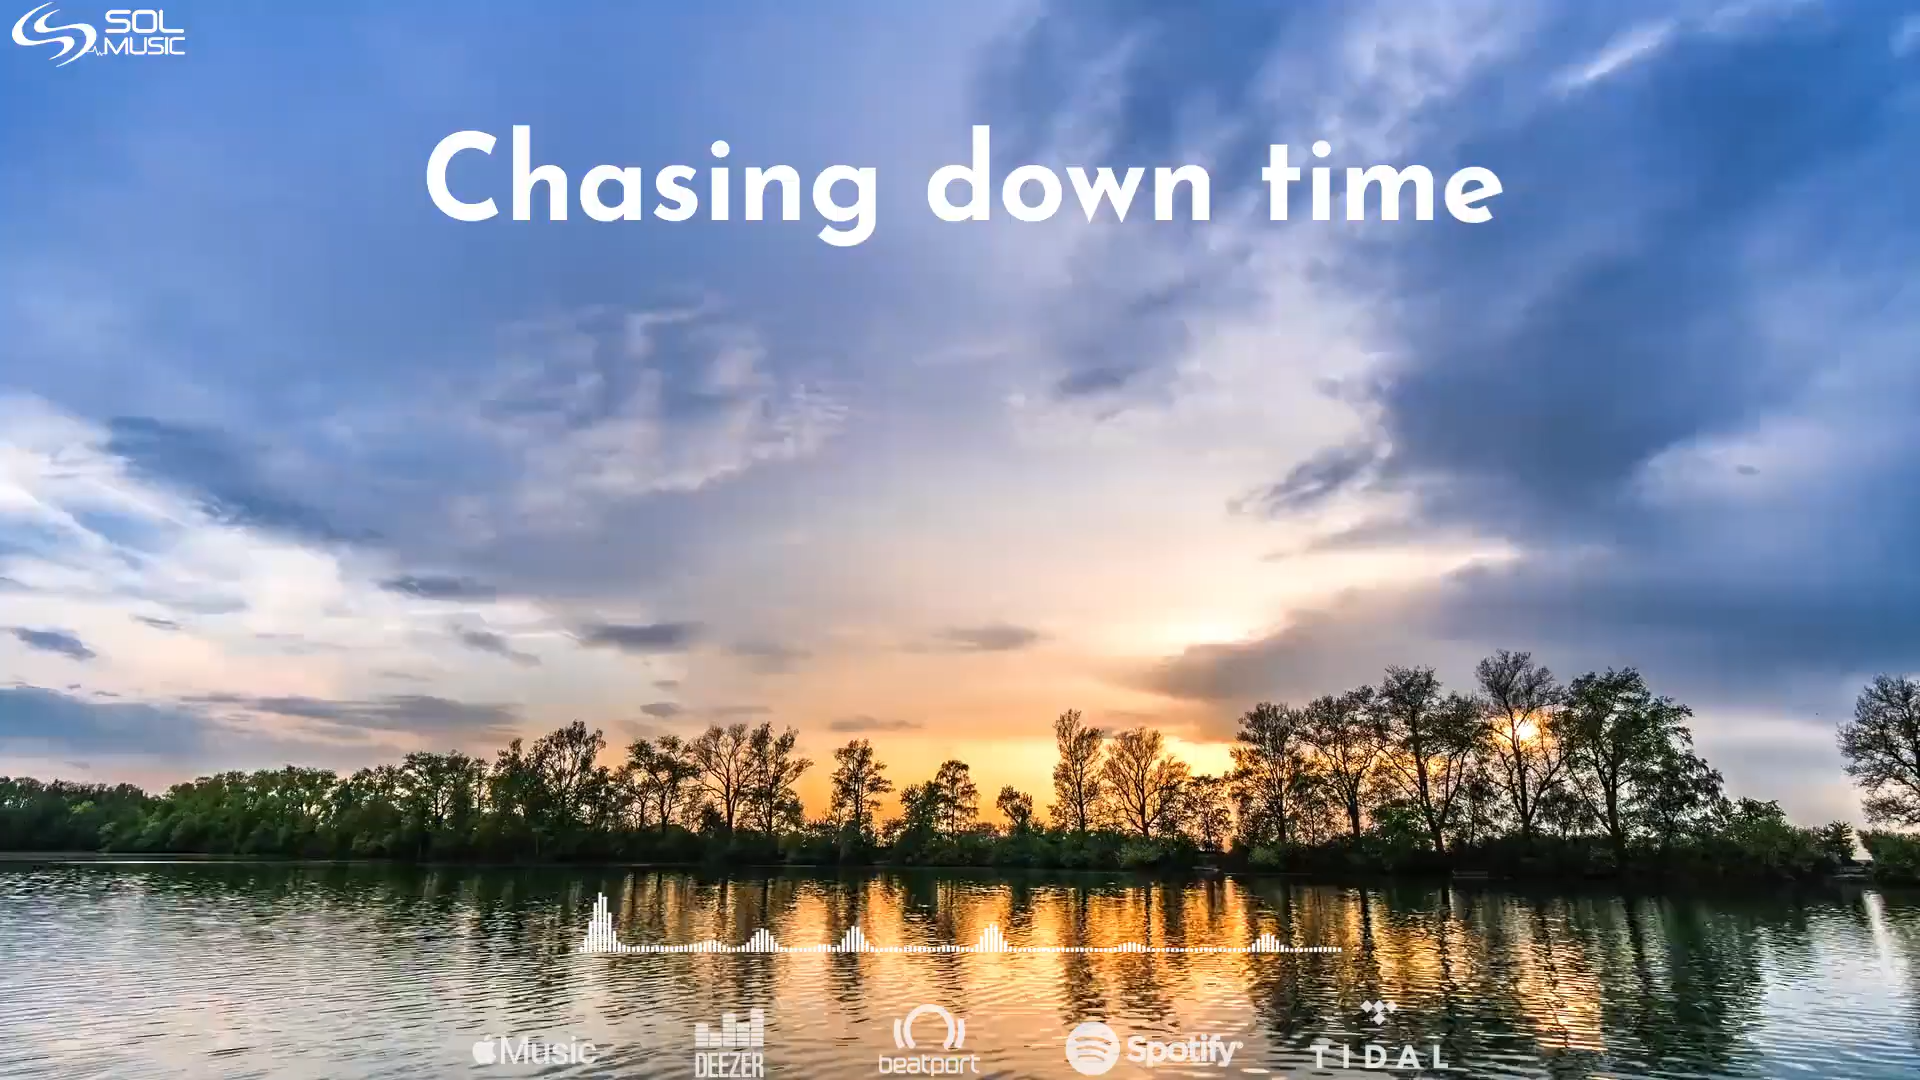 SOL
MUSIC
Chasing down time
Music
DEEZER
beatport
Spotify
TIDAL